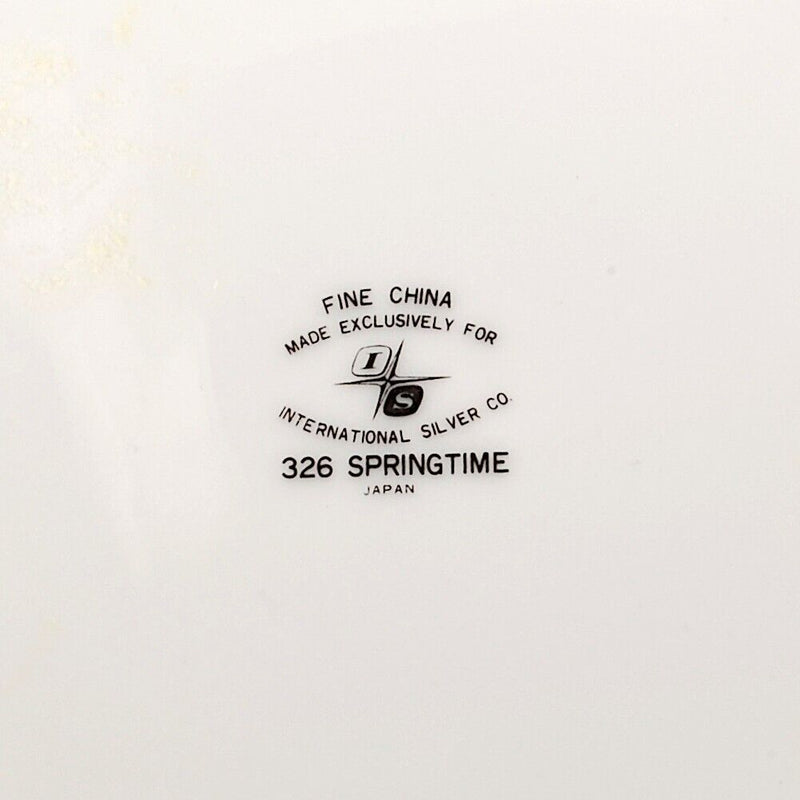 FINE CHINA
MADE EXCLUSIVELY FOR
I
S
INTERNATIONAL SILVER CO.
326 SPRINGTIME
JAPAN